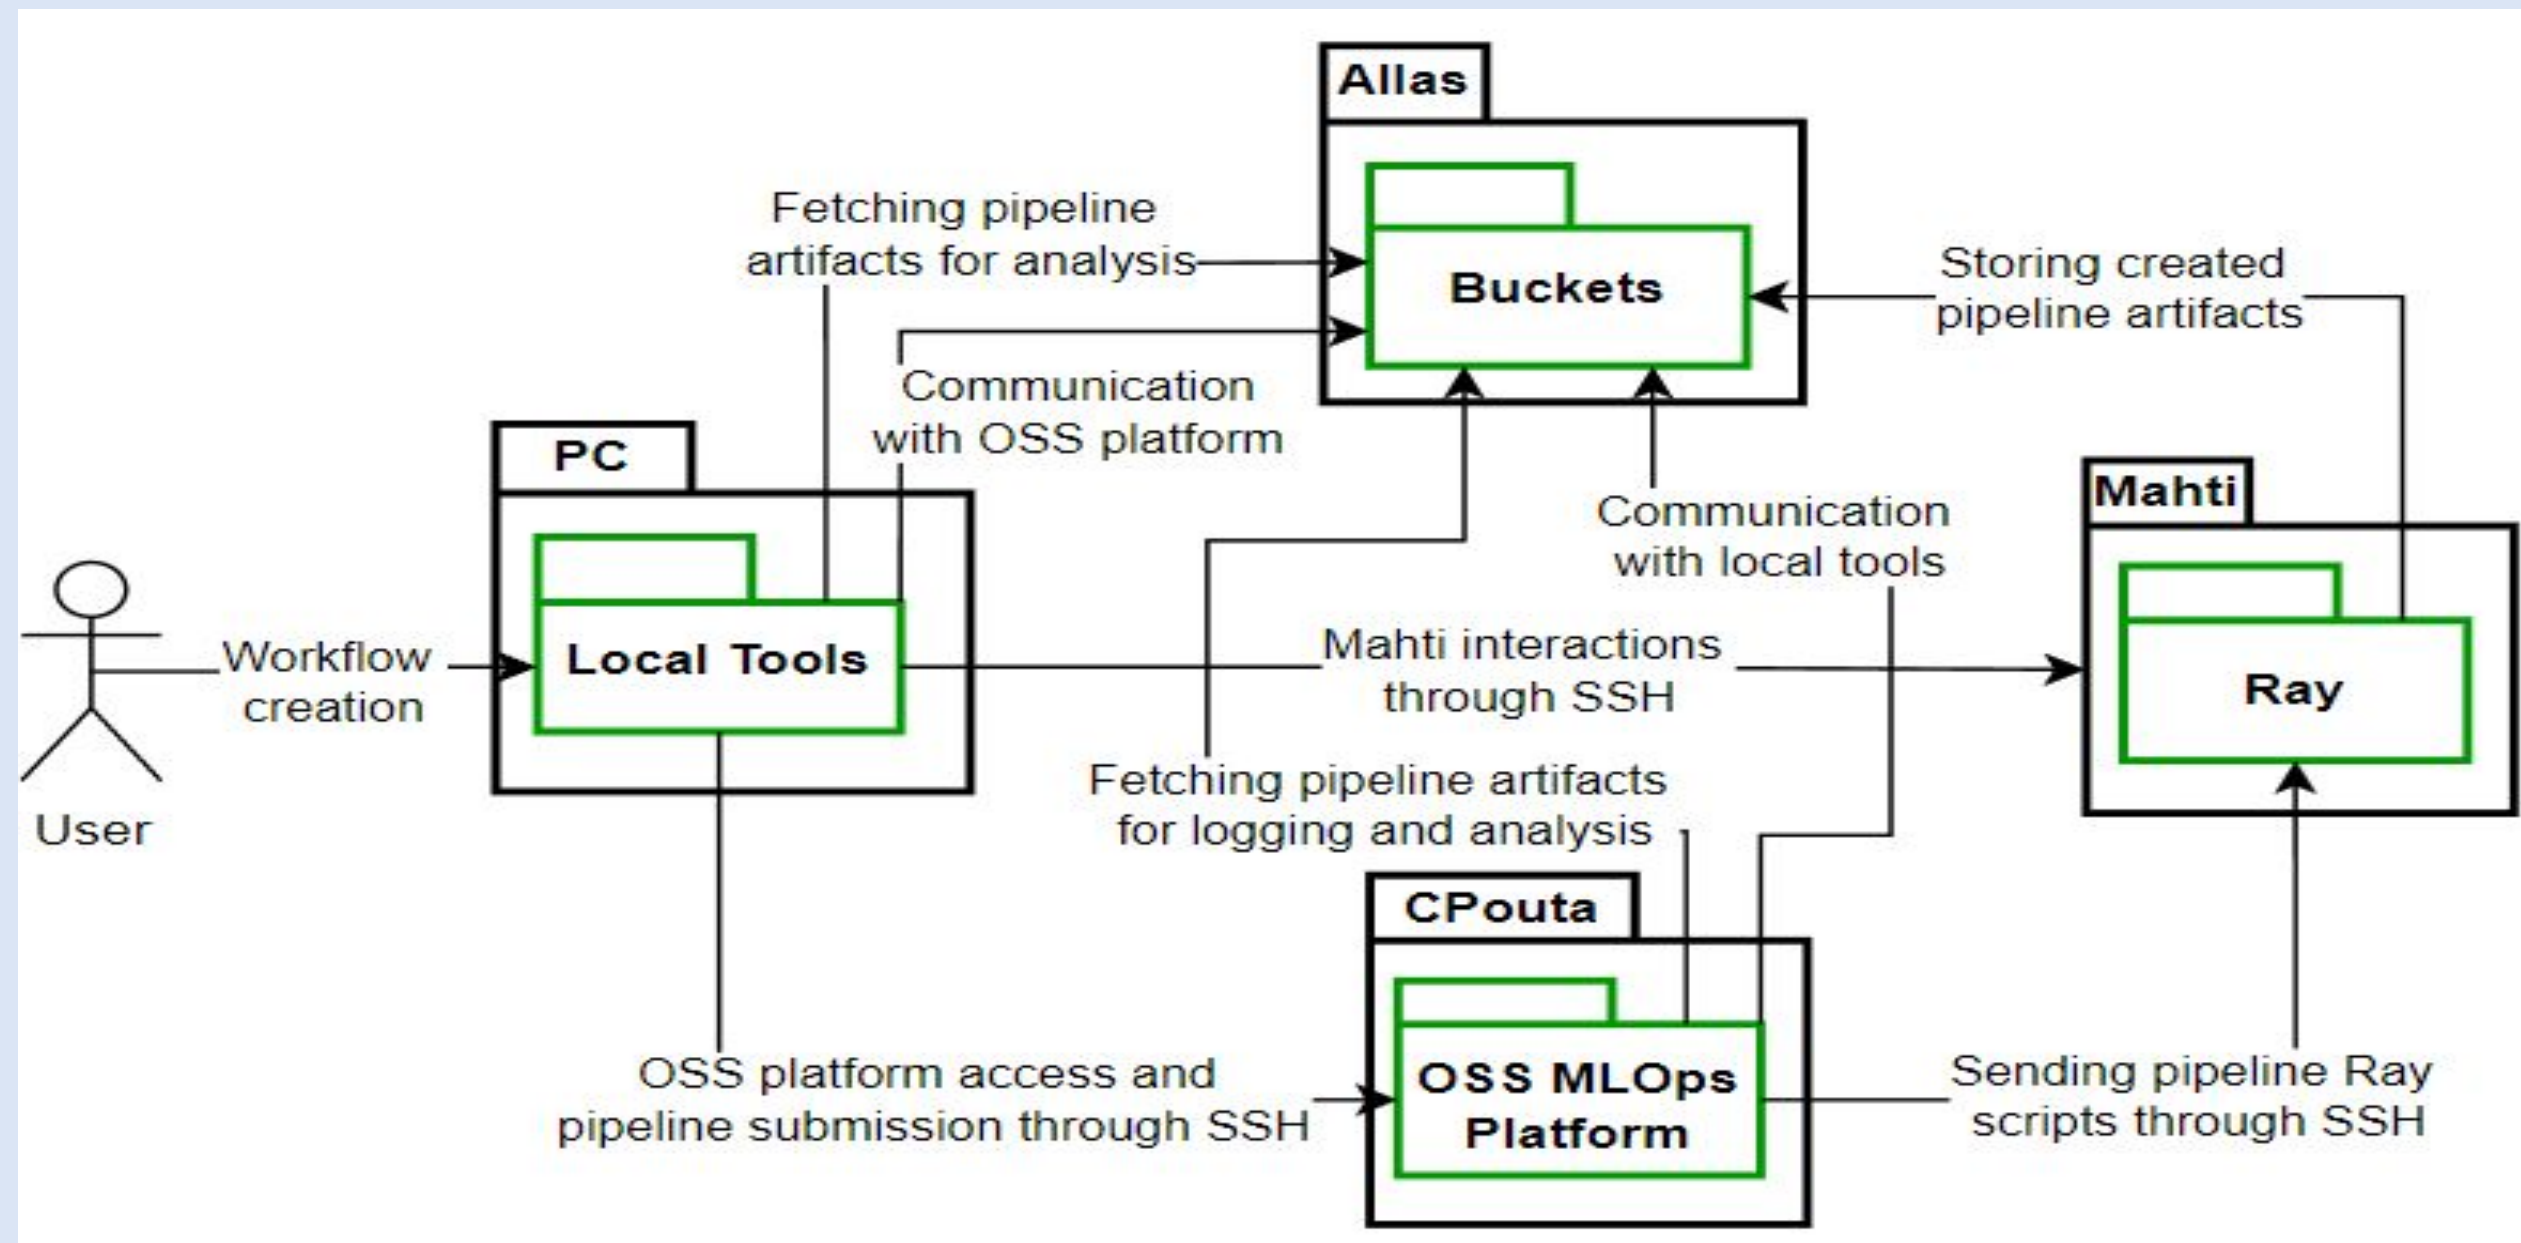 Allas
Buckets
Fetching pipeline
artifacts for analysis
Storing created
pipeline artifacts
Communication
with OSS platform
PC
Local Tools
Communication
with local tools
Mahti
Ray
Workflow
creation
User
Mahti interactions
through SSH
Fetching pipeline artifacts
for logging and analysis
CPouta
OSS MLOps
Platform
OSS platform access and
pipeline submission through SSH
Sending pipeline Ray
scripts through SSH